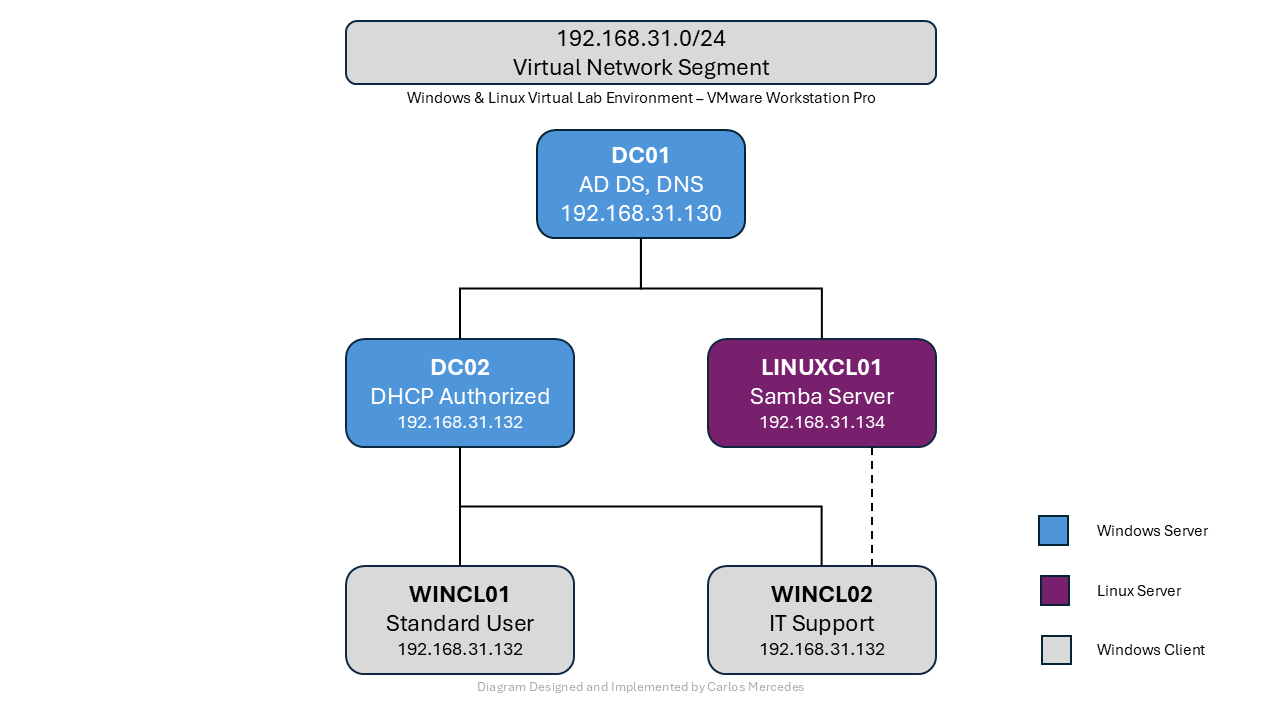 192.168.31.0/24
Virtual Network Segment
Windows & Linux Virtual Lab Environment – VMware Workstation Pro
DC01
AD DS, DNS
192.168.31.130
DC02
DHCP Authorized
192.168.31.132
LINUXCL01
Samba Server
192.168.31.134
WINCL01
Standard User
192.168.31.132
WINCL02
IT Support
192.168.31.132
Windows Server
Linux Server
Windows Client
Diagram Designed and Implemented by Carlos Mercedes